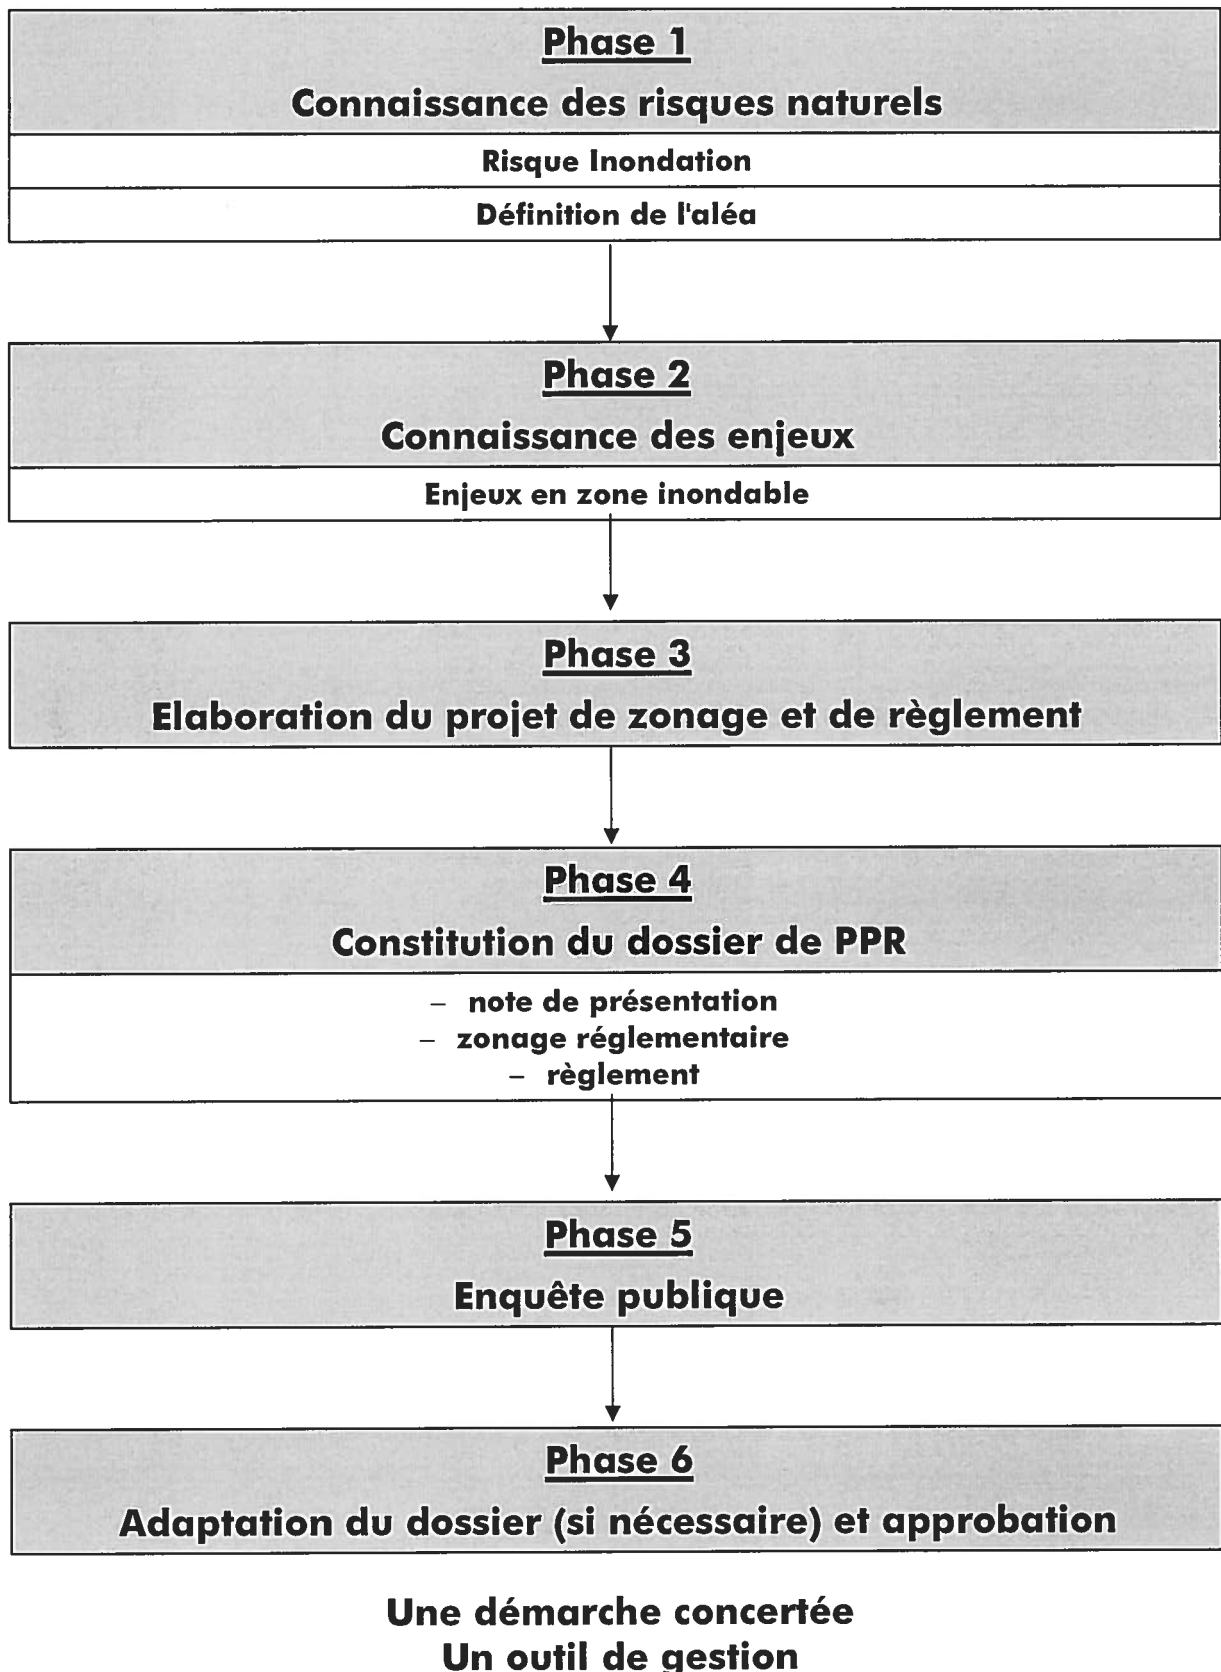 Phase 1
Connaissance des risques naturels
Risque Inondation
Définition de l'aléa
Phase 2
Connaissance des enjeux
Enjeux en zone inondable
Phase 3
Elaboration du projet de zonage et de règlement
Phase 4
Constitution du dossier de PPR
– note de présentation
– zonage réglementaire
– règlement
Phase 5
Enquête publique
Phase 6
Adaptation du dossier (si nécessaire) et approbation
Une démarche concertée
Un outil de gestion